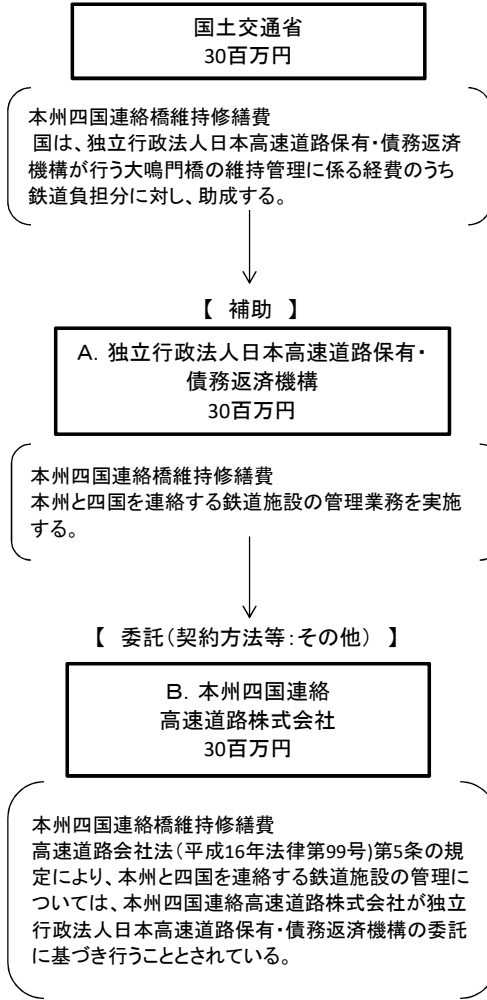 国土交通省
30百万円
本州四国連絡橋維持修繕費
国は、独立行政法人日本高速道路保有・債務返済
機構が行う大鳴門橋の維持管理に係る経費のうち
鉄道負担分に対し、助成する。
【 補助 】
A．独立行政法人日本高速道路保有・
債務返済機構
30百万円
本州四国連絡橋維持修繕費
本州と四国を連絡する鉄道施設の管理業務を実施
する。
【 委託（契約方法等：その他） 】
B．本州四国連絡
高速道路株式会社
30百万円
本州四国連絡橋維持修繕費
高速道路会社法（平成16年法律第99号)第5条の規
定により、本州と四国を連絡する鉄道施設の管理に
ついては、本州四国連絡高速道路株式会社が独立
行政法人日本高速道路保有・債務返済機構の委託
に基づき行うこととされている。